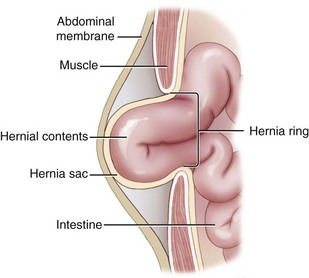 Abdominal
membrane
Muscle
Hernial contents
Hernia ring
Hernia sac
Intestine